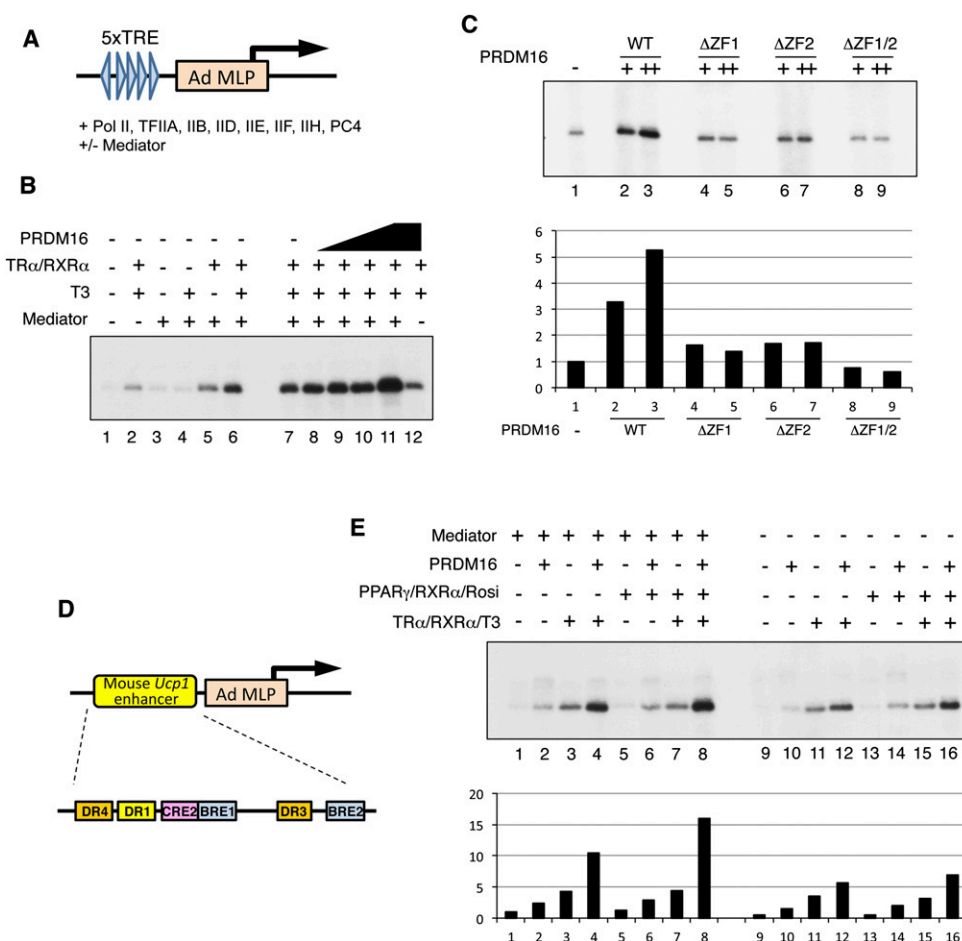 A
5xTRE
Ad MLP
+ Pol II, TFIIA, IIB, IID, IIE, IIF, IIH, PC4
+/- Mediator
B
PRDM16 - -
TRα/RXRα - + - - + + + + + + + +
T3 - + - + - + + + + + + +
Mediator - - + + + + + + + + + -
1 2 3 4 5 6 7 8 9 10 11 12
C
WT ΔZF1 ΔZF2 ΔZF1/2
PRDM16 - + ++ + ++ + ++ + ++
1 2 3 4 5 6 7 8 9
6
5
4
3
2
1
0
1 2 3 4 5 6 7 8 9
PRDM16 - WT ΔZF1 ΔZF2 ΔZF1/2
D
Mouse Ucp1
enhancer
Ad MLP
DR4 DR1 CRE2 BRE1 DR3 BRE2
E
Mediator + + + + + + + + - - - - - - - -
PRDM16 - + - + - + - + - + - + - + - +
PPARγ/RXRα/Rosi - - - - + + + + - - - - + + + +
TRα/RXRα/T3 - - + + - - + + - - + + - - + +
1 2 3 4 5 6 7 8 9 10 11 12 13 14 15 16
20
15
10
5
0
1 2 3 4 5 6 7 8 9 10 11 12 13 14 15 16